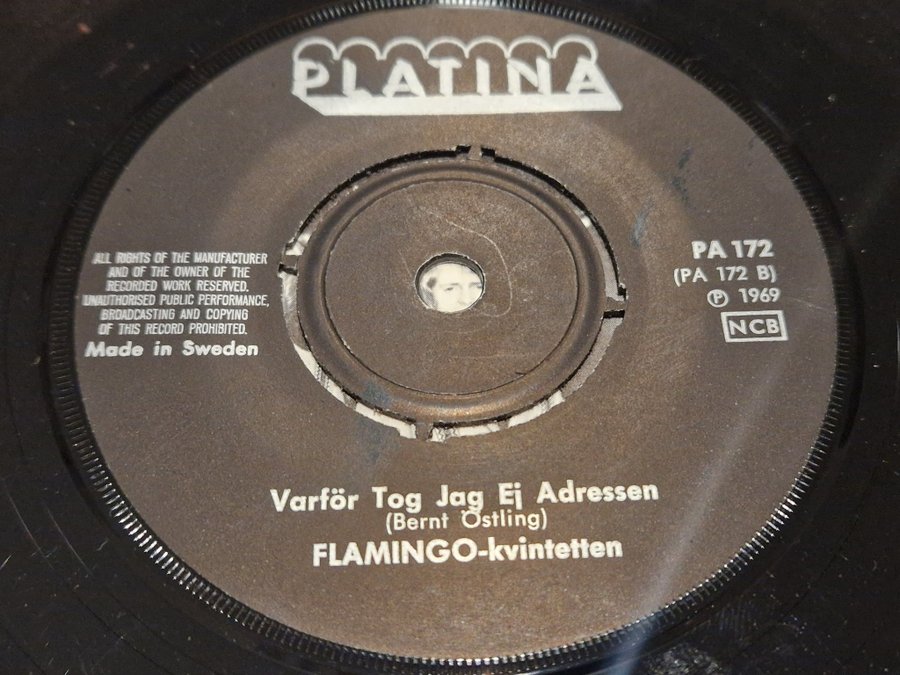 PLATINA
ALL RIGHTS OF THE MANUFACTURER
AND OF THE OWNER OF THE
RECORDED WORK RESERVED.
UNAUTHORISED PUBLIC PERFORMANCE,
BROADCASTING AND COPYING
OF THIS RECORD PROHIBITED.
Made in Sweden
PA 172
(PA 172 B)
Ⓟ 1969
NCB
Varför Tog Jag Ej Adressen
(Bernt Östling)
FLAMINGO-kvintetten